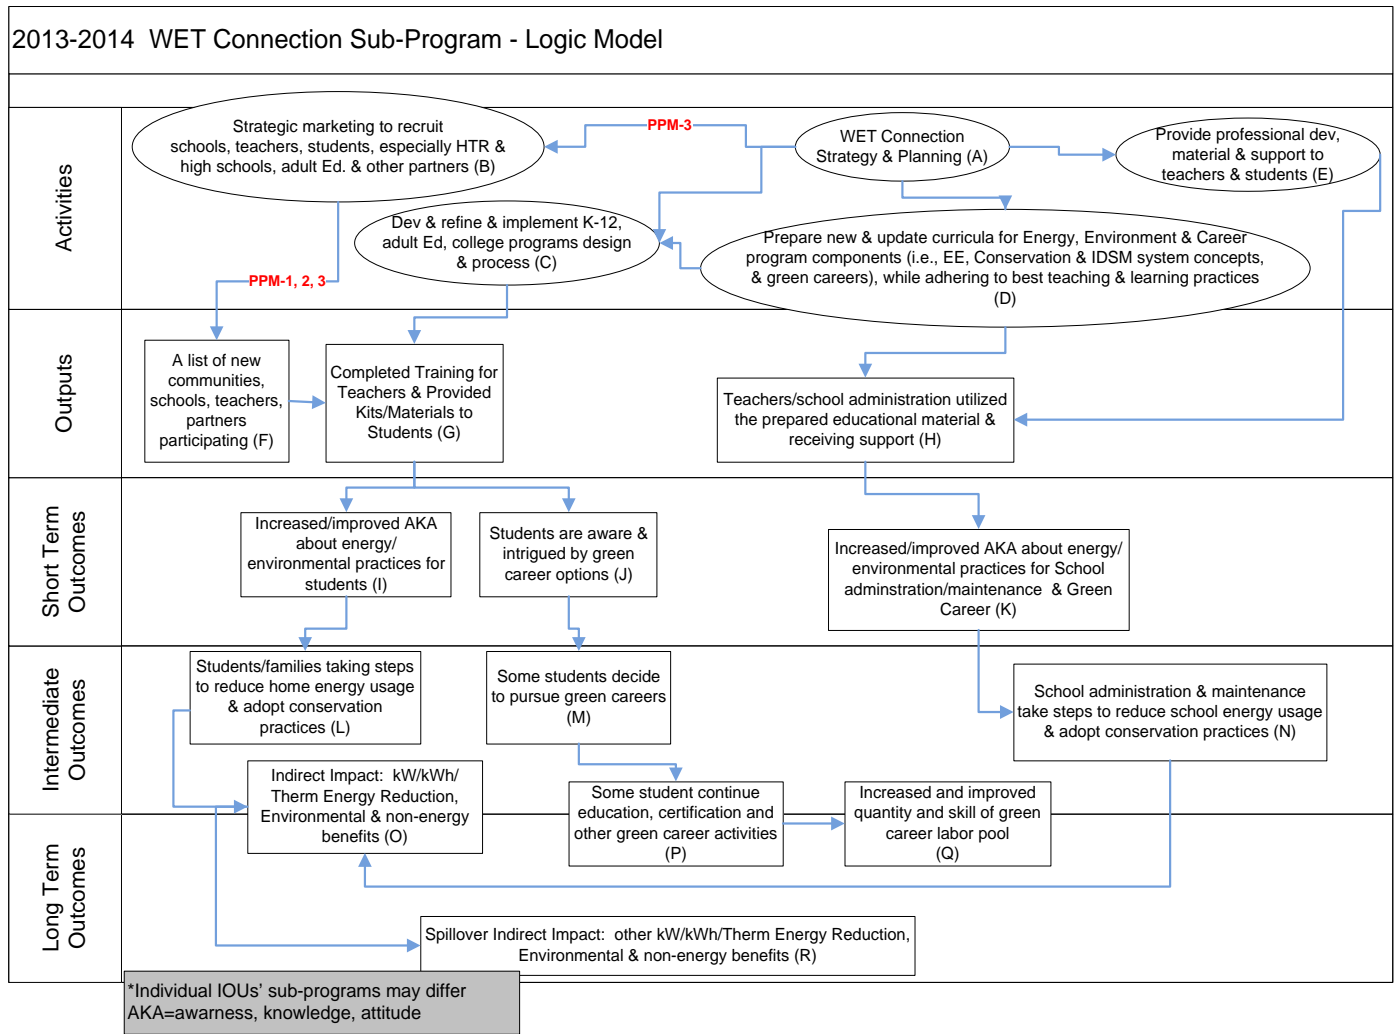 2013-2014  WET Connection Sub-Program - Logic Model
Activities
Strategic marketing to recruit
schools, teachers, students, especially HTR &
high schools, adult Ed. & other partners (B)
PPM-3
WET Connection
Strategy & Planning (A)
Provide professional dev,
material & support to
teachers & students (E)
Dev & refine & implement K-12,
adult Ed, college programs design
& process (C)
Prepare new & update curricula for Energy, Environment & Career
program components (i.e., EE, Conservation & IDSM system concepts,
& green careers), while adhering to best teaching & learning practices
(D)
PPM-1, 2, 3
Outputs
A list of new
communities,
schools, teachers,
partners
participating (F)
Completed Training for
Teachers & Provided
Kits/Materials to
Students (G)
Teachers/school administration utilized
the prepared educational material &
receiving support (H)
Short Term
Outcomes
Increased/improved AKA
about energy/
environmental practices for
students (I)
Students are aware &
intrigued by green
career options (J)
Increased/improved AKA about energy/
environmental practices for School
adminstration/maintenance  & Green
Career (K)
Intermediate
Outcomes
Students/families taking steps
to reduce home energy usage
& adopt conservation
practices (L)
Some students decide
to pursue green careers
(M)
School administration & maintenance
take steps to reduce school energy usage
& adopt conservation practices (N)
Indirect Impact:  kW/kWh/
Therm Energy Reduction,
Environmental & non-energy
benefits (O)
Some student continue
education, certification and
other green career activities
(P)
Increased and improved
quantity and skill of green
career labor pool
(Q)
Long Term
Outcomes
Spillover Indirect Impact:  other kW/kWh/Therm Energy Reduction,
Environmental & non-energy benefits (R)
*Individual IOUs' sub-programs may differ
AKA=awarness, knowledge, attitude